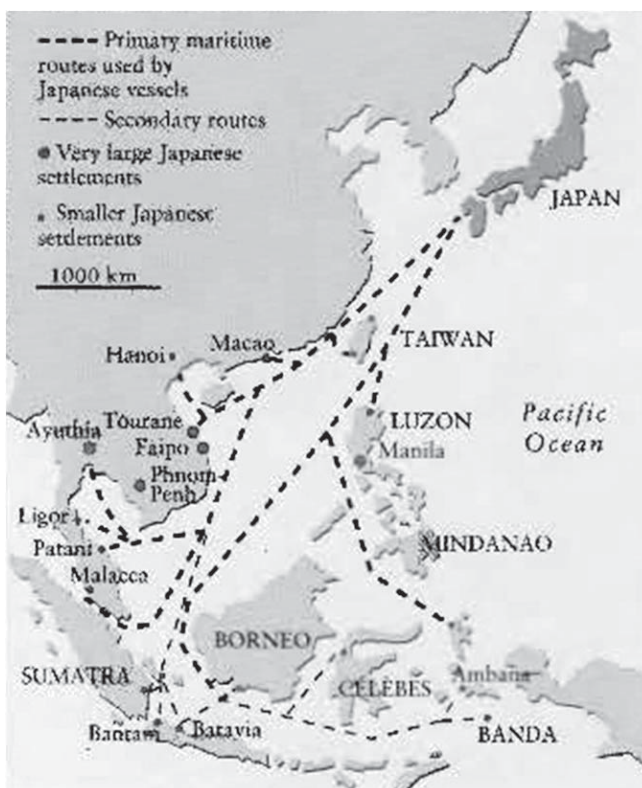 Primary maritime
routes used by
Japanese vessels
Secondary routes
Very large Japanese
settlements
Smaller Japanese
settlements
1000 km
JAPAN
Hanoi
Macao
TAIWAN
Tourane
Ayuthia
Faipo
LUZON
Manila
Pacific
Ocean
Phnom-
Penh
Ligor
Patani
MINDANAO
Malacca
BORNEO
SUMATRA
CELEBES
Bantam
Batavia
BANDA